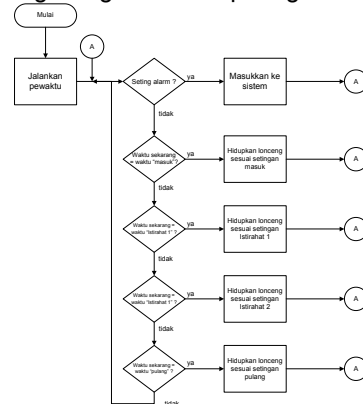 Mulai
A
Jalankan
pewaktu
Seting alarm ?
ya
Masukkan ke
sistem
A
tidak
Waktu sekarang
= waktu "masuk"?
ya
Hidupkan lonceng
sesuai setingan
masuk
A
tidak
Waktu sekarang =
waktu "Istirahat 1" ?
ya
Hidupkan lonceng
sesuai setingan
Istirahat 1
A
tidak
Waktu sekarang =
waktu "Istirahat 1" ?
ya
Hidupkan lonceng
sesuai setingan
Istirahat 2
A
tidak
Waktu sekarang =
waktu "pulang" ?
ya
Hidupkan lonceng
sesuai setingan
pulang
A
tidak